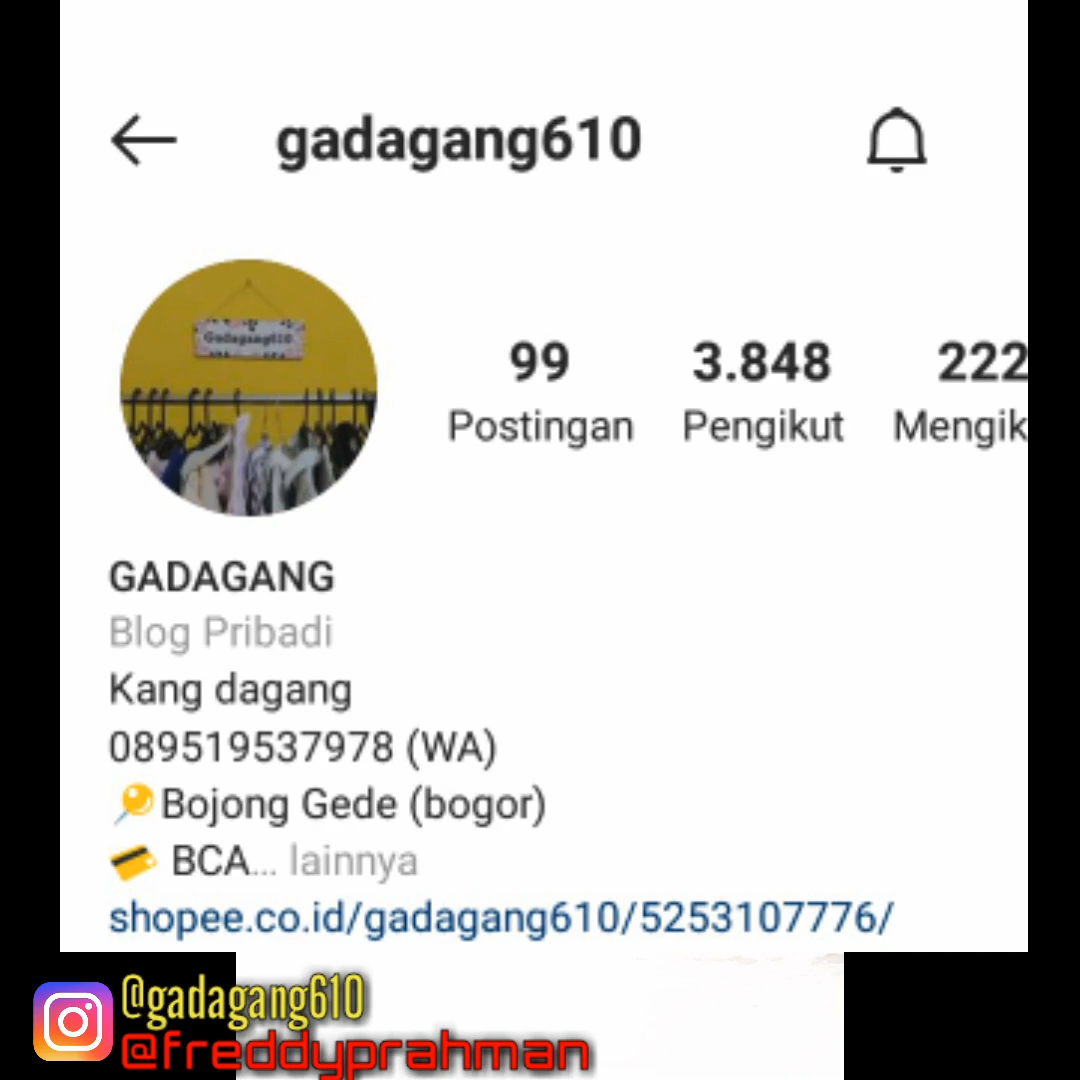 gadagang610
Gadagang610
99 3.848 222
Postingan Pengikut Mengik
GADAGANG
Blog Pribadi
Kang dagang
089519537978 (WA)
Bojong Gede (bogor)
BCA... lainnya
shopee.co.id/gadagang610/5253107776/
@gadagang610
@freddyprahman